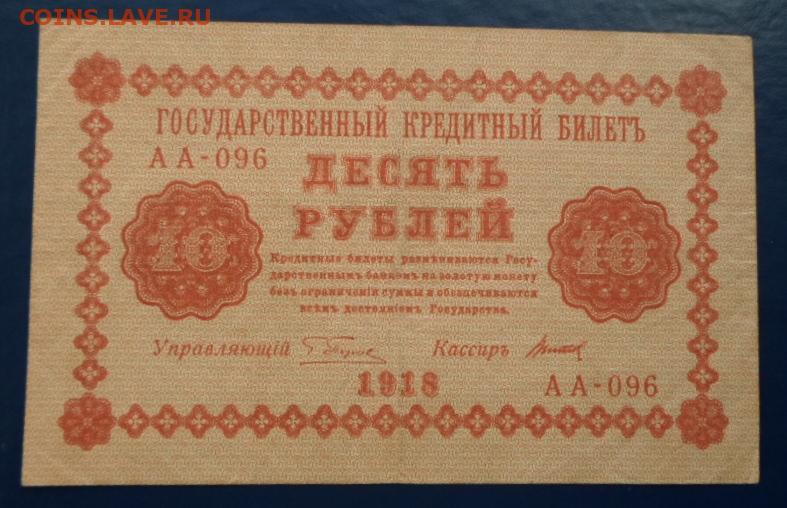 COINS.LAVE.RU
ГОСУДАРСТВЕННЫЙ КРЕДИТНЫЙ БИЛЕТЪ
АА-096
ДЕСЯТЬ
РУБЛЕЙ
10
10
Кредитные билеты размѣниваются Госу-
дарственнымъ банкомъ на золотую монету
безъ ограниченія суммы и обезпечиваются
всѣмъ достояніемъ Государства.
Управляющій
Кассиръ
1918
АА-096